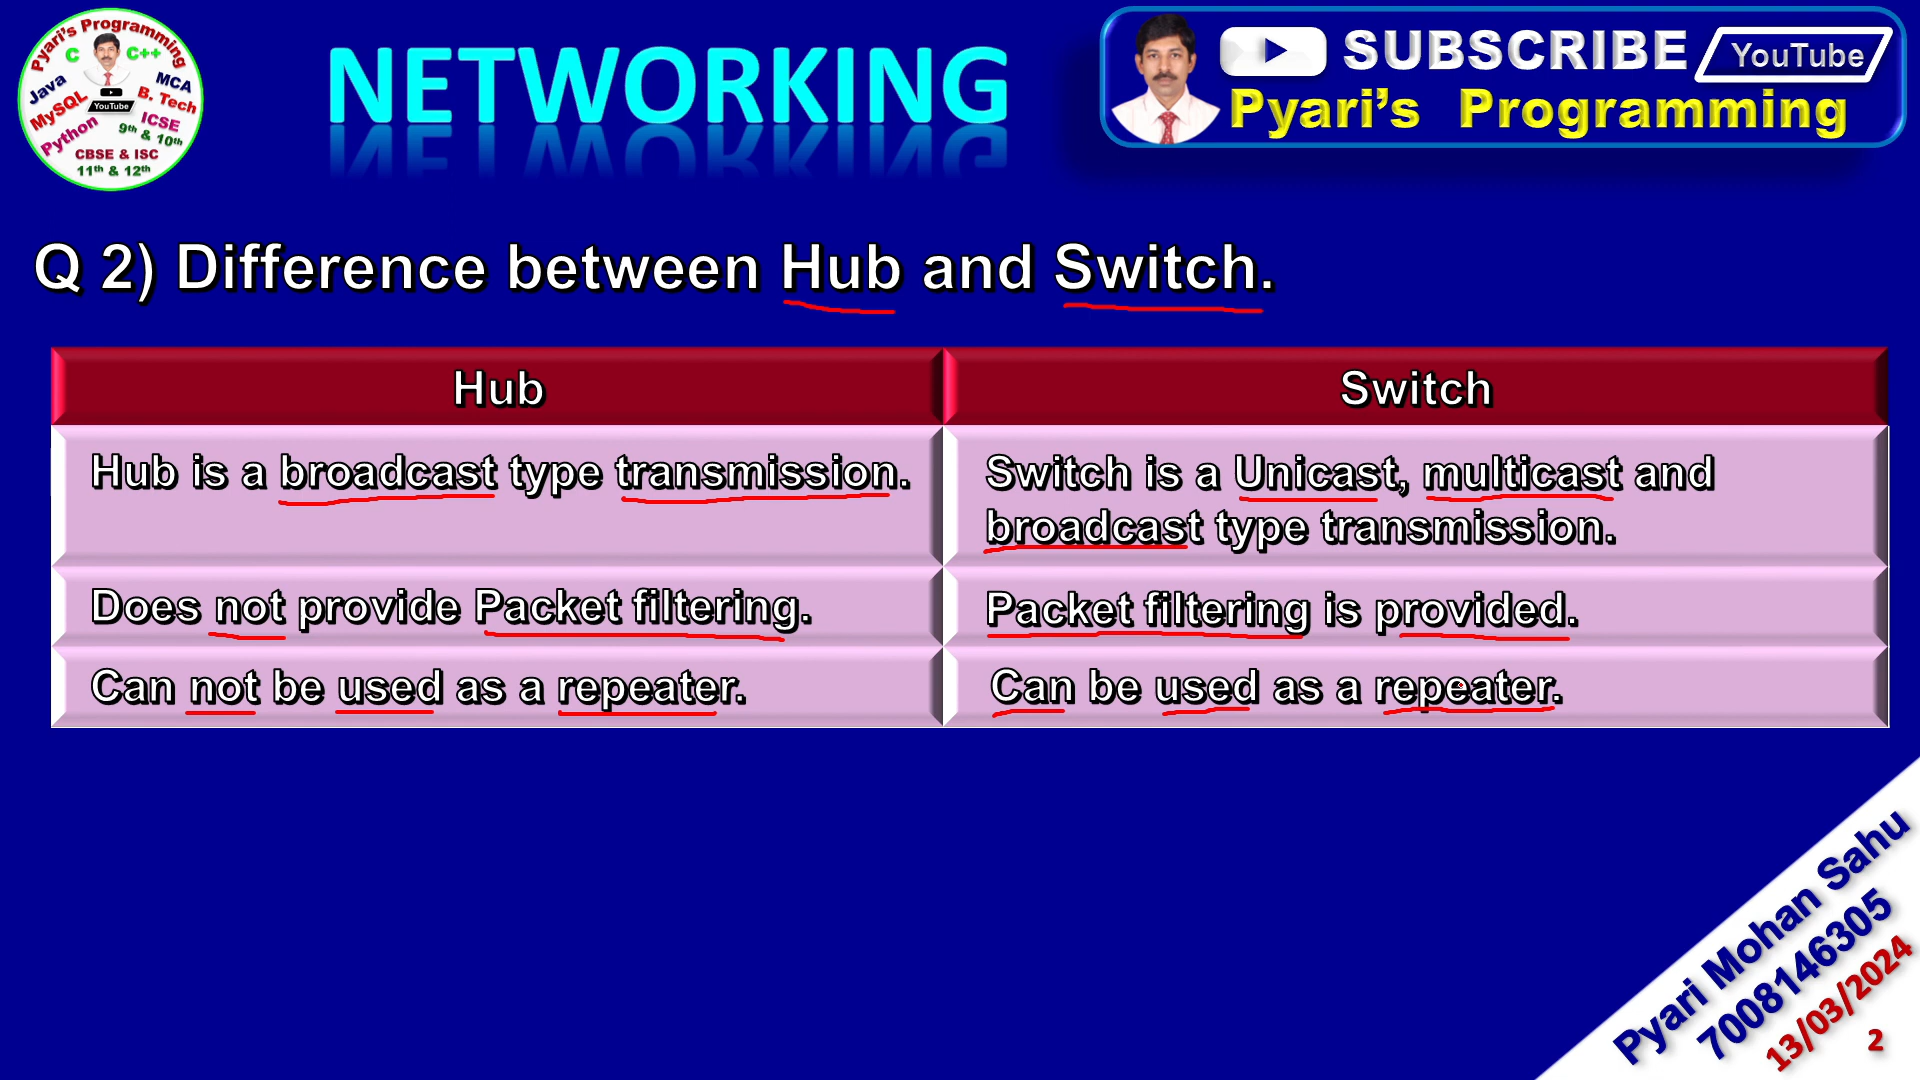 Pyari's Programming
C C++
Java MCA
MySQL YouTube B. Tech
Python ICSE
9th & 10th
CBSE & ISC
11th & 12th
NETWORKING
SUBSCRIBE YouTube
Pyari's Programming
Q 2) Difference between Hub and Switch.
Hub Switch
Hub is a broadcast type transmission.
Switch is a Unicast, multicast and
broadcast type transmission.
Does not provide Packet filtering.
Packet filtering is provided.
Can not be used as a repeater.
Can be used as a repeater.
Pyari Mohan Sahu
7008146305
13/03/2024
2